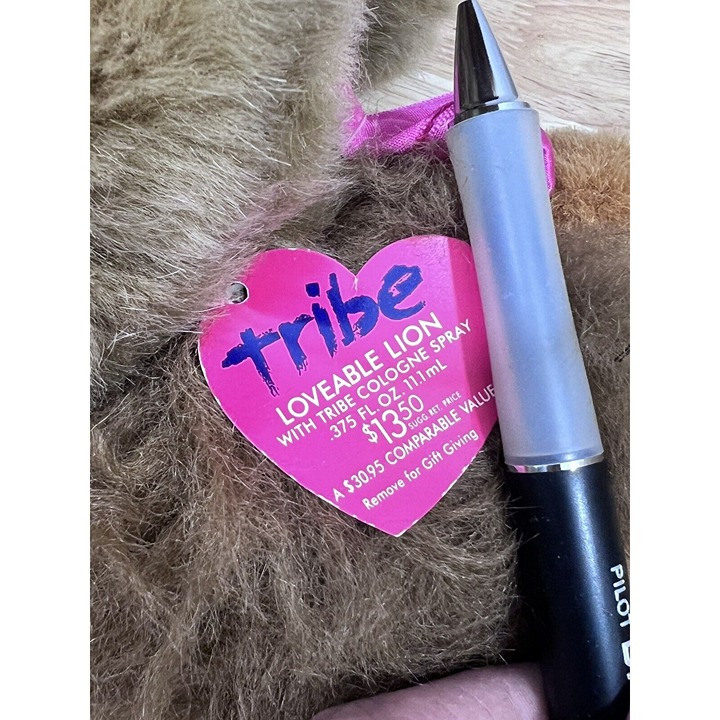 tribe
LOVEABLE LION
WITH TRIBE COLOGNE SPRAY
.375 FL. OZ. 11.1 mL
$13.50 SUGG. RET. PRICE
A $30.95 COMPARABLE VALUE
Remove for Gift Giving
PILOT